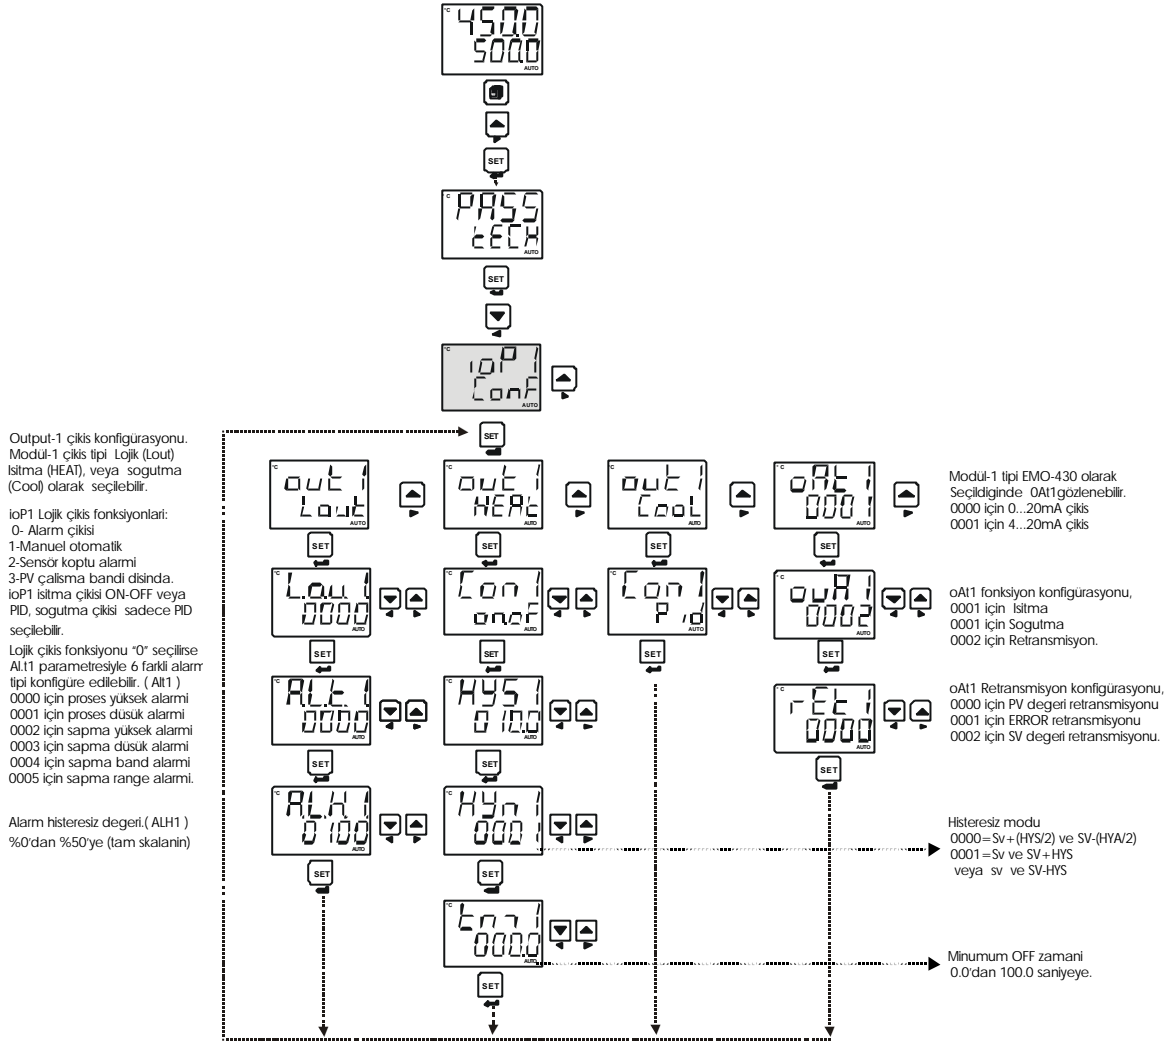 °C 450.0
500.0
AUTO
SET
°C PASS
tECH
AUTO
SET
°C ioP1
ConF
AUTO
SET
Output-1 çikis konfigürasyonu.
Modül-1 çikis tipi Lojik (Lout)
Isitma (HEAT), veya sogutma
(Cool) olarak seçilebilir.
ioP1 Lojik çikis fonksiyonlari:
0- Alarm çikisi
1-Manuel otomatik
2-Sensör koptu alarmi
3-PV çalisma bandi disinda.
ioP1 isitma çikisi ON-OFF veya
PID, sogutma çikisi sadece PID
seçilebilir.
Lojik çikis fonksiyonu “0” seçilirse
Al.t1 parametresiyle 6 farkli alarm
tipi konfigüre edilebilir. ( Alt1 )
0000 için proses yüksek alarmi
0001 için proses düsük alarmi
0002 için sapma yüksek alarmi
0003 için sapma düsük alarmi
0004 için sapma band alarmi
0005 için sapma range alarmi.
Alarm histeresiz degeri.( ALH1 )
%0'dan %50'ye (tam skalanin)
°C out1
Lout
AUTO
SET
°C L.o.u.1
0000
AUTO
SET
°C A.L.t.1
0000
AUTO
SET
°C A.L.H.1
0100
AUTO
SET
°C out1
HEAt
AUTO
SET
°C Con1
onoF
AUTO
SET
°C HYS1
010.0
AUTO
SET
°C HYn1
0001
AUTO
SET
°C
000.0
AUTO
SET
°C out1
CooL
AUTO
SET
°C Con1
Pid
AUTO
SET
°C oAt1
0001
AUTO
SET
°C ouA1
0002
AUTO
SET
°C rEt1
0000
AUTO
SET
Modül-1 tipi EMO-430 olarak
Seçildiginde 0At1gözlenebilir.
0000 için 0...20mA çikis
0001 için 4...20mA çikis
oAt1 fonksiyon konfigürasyonu,
0001 için Isitma
0001 için Sogutma
0002 için Retransmisyon.
oAt1 Retransmisyon konfigürasyonu,
0000 için PV degeri retransmisyonu
0001 için ERROR retransmisyonu
0002 için SV degeri retransmisyonu.
Histeresiz modu
0000=Sv+(HYS/2) ve SV-(HYA/2)
0001=Sv ve SV+HYS
veya sv ve SV-HYS
Minumum OFF zamani
0.0'dan 100.0 saniyeye.